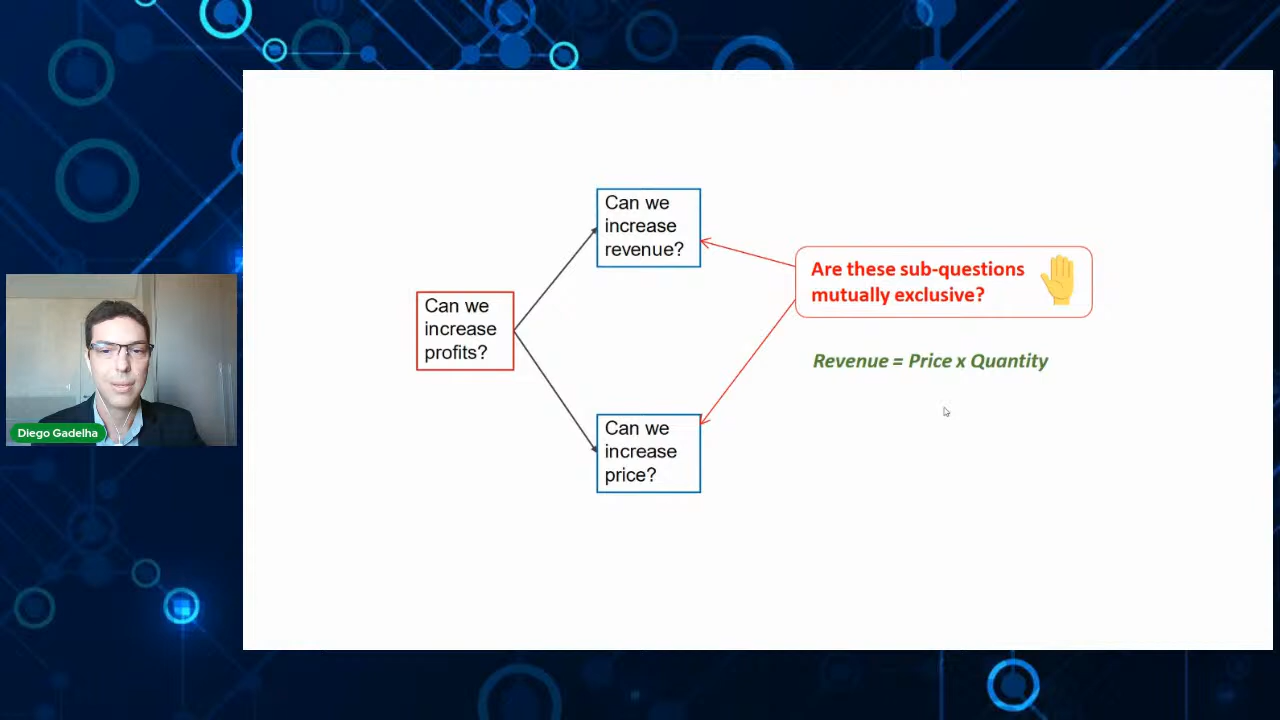 Can we
increase
revenue?
Are these sub-questions
mutually exclusive?
Can we
increase
profits?
Revenue = Price x Quantity
Can we
increase
price?
Diego Gadelha